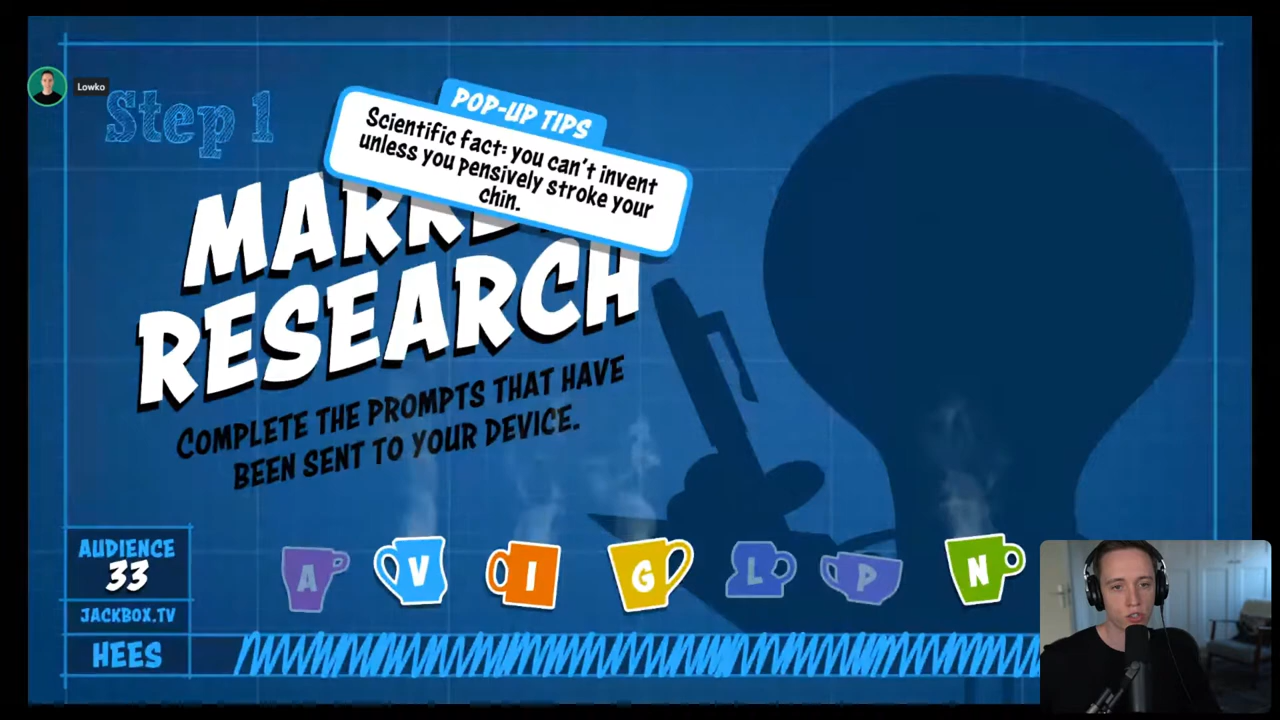 Lowko
Step 1
POP-UP TIPS
Scientific fact: you can't invent
unless you pensively stroke your
chin.
RESEARCH
COMPLETE THE PROMPTS THAT HAVE
BEEN SENT TO YOUR DEVICE.
AUDIENCE
33
JACKBOX.TV
HEES
A V I G L P N